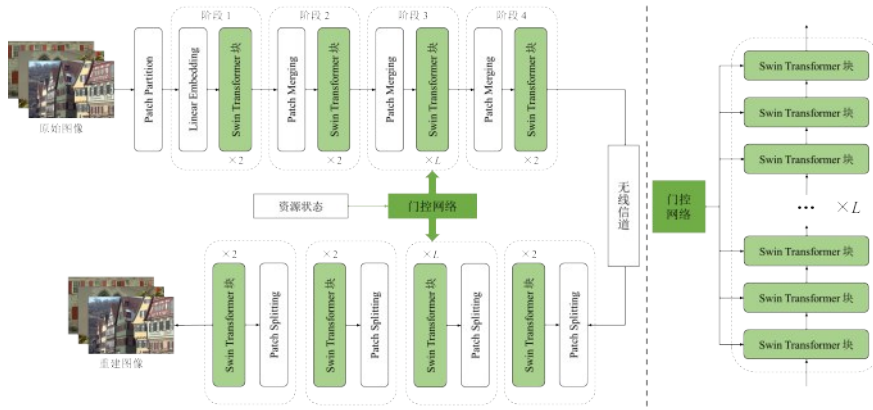 阶段 1
阶段 2
阶段 3
阶段 4
原始图像
Patch Partition
Linear Embedding
Swin Transformer 块
×2
Patch Merging
Swin Transformer 块
×2
Patch Merging
Swin Transformer 块
×L
Patch Merging
Swin Transformer 块
×2
资源状态
门控网络
无线信道
×2
Swin Transformer 块
Patch Splitting
×2
Swin Transformer 块
Patch Splitting
×L
Swin Transformer 块
Patch Splitting
×2
Swin Transformer 块
Patch Splitting
重建图像
门控
网络
Swin Transformer 块
Swin Transformer 块
Swin Transformer 块
••• ×L
Swin Transformer 块
Swin Transformer 块
Swin Transformer 块